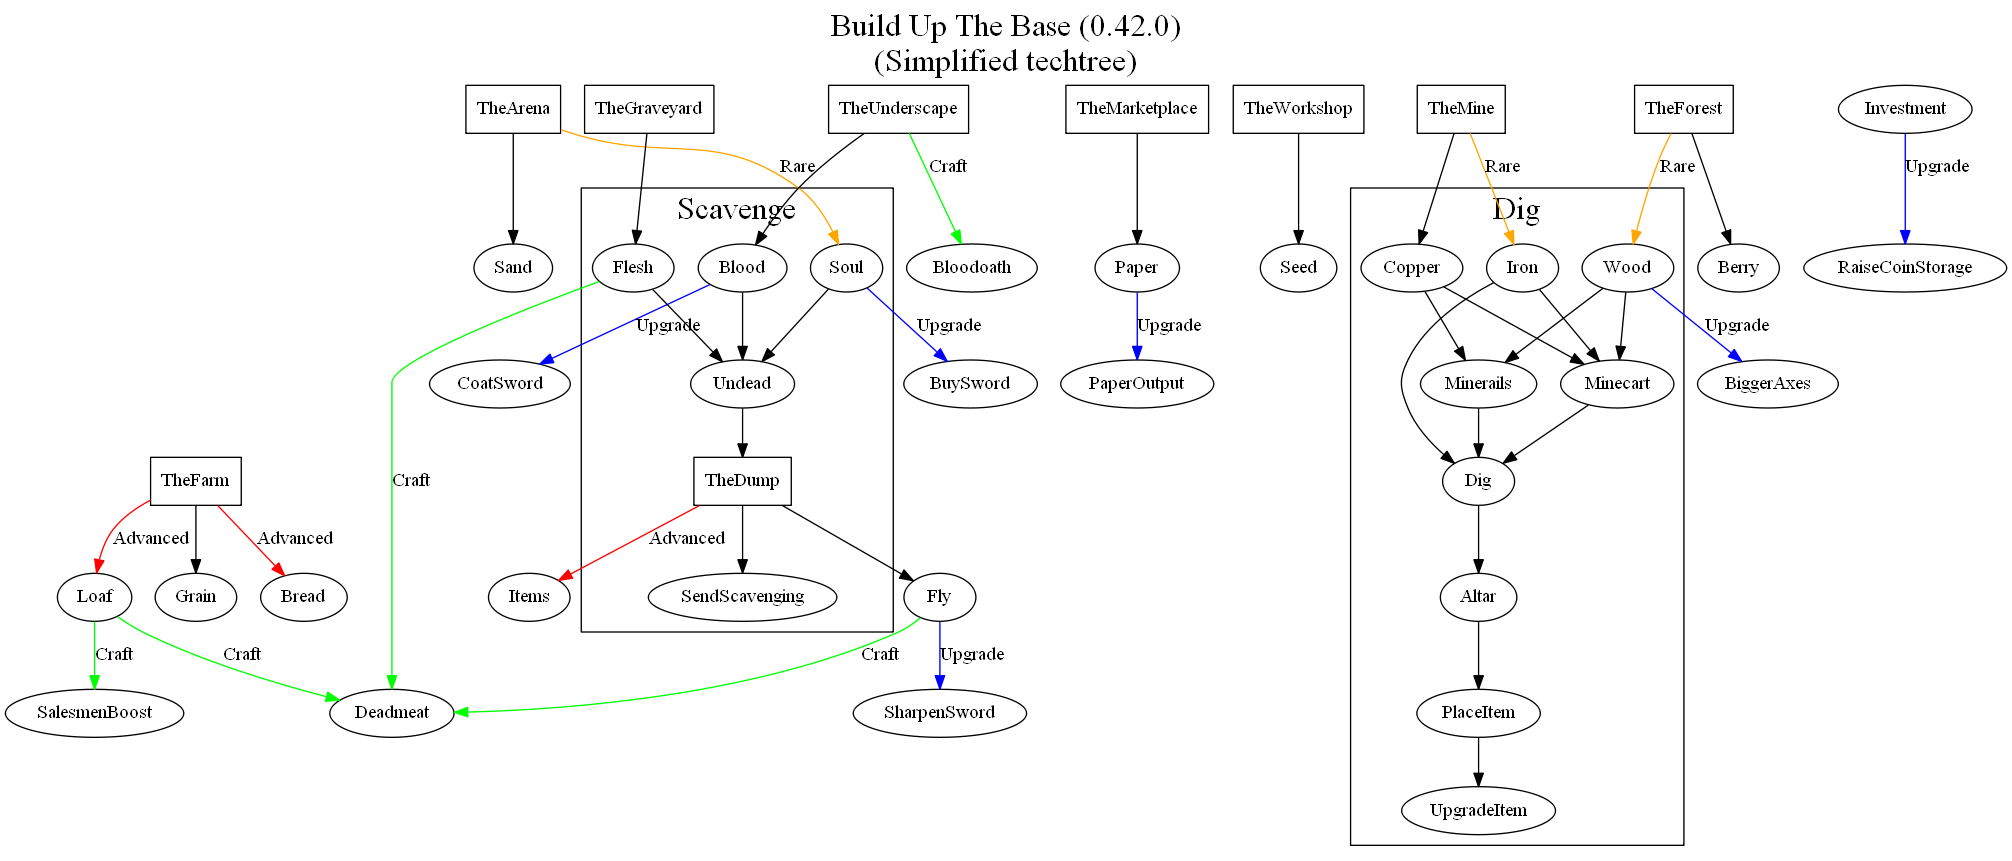 Build Up The Base (0.42.0)
(Simplified techtree)
TheArena
TheGraveyard
TheUnderscape
TheMarketplace
TheWorkshop
TheMine
TheForest
Investment
Rare
Craft
Rare
Rare
Upgrade
Scavenge
Dig
Sand
Flesh
Blood
Soul
Bloodoath
Paper
Seed
Copper
Iron
Wood
Berry
RaiseCoinStorage
Upgrade
Upgrade
Upgrade
Upgrade
CoatSword
Undead
BuySword
PaperOutput
Minerails
Minecart
BiggerAxes
TheFarm
Craft
TheDump
Dig
Advanced
Advanced
Advanced
Loaf
Grain
Bread
Items
SendScavenging
Fly
Altar
Craft
Craft
Craft
Upgrade
SalesmenBoost
Deadmeat
SharpenSword
PlaceItem
UpgradeItem